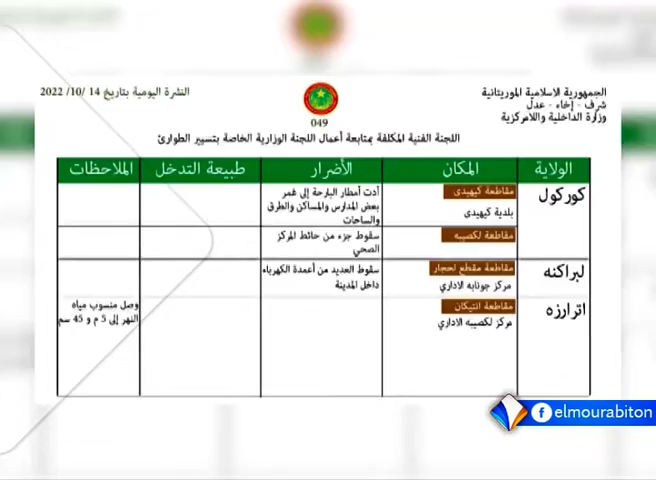 الجمهورية الاسلامية الموريتانية
شرف - إخاء - عدل
وزارة الداخلية واللامركزية
049
النشرة اليومية بتاريخ 14 /10/ 2022
اللجنة الفنية المكلفة بمتابعة أعمال اللجنة الوزارية الخاصة بتسيير الطوارئ
الولاية المكان الأضرار طبيعة التدخل الملاحظات
كوركول
مقاطعة كيهيدي
بلدية كيهيدى
أدت أمطار البارحة إلى غمر
بعض المدارس والمساكن والطرق
والساحات
مقاطعة لكصيبه
سقوط جزء من حائط المركز
الصحي
لبراكنه
مقاطعة مقطع لحجار
مركز جونابه الاداري
سقوط العديد من أعمدة الكهرباء
داخل المدينة
اترارزه
مقاطعة انتيكان
مركز لكصيبه الاداري
وصل منسوب مياه
النهر إلى 5 م و 45 سم
elmourabiton